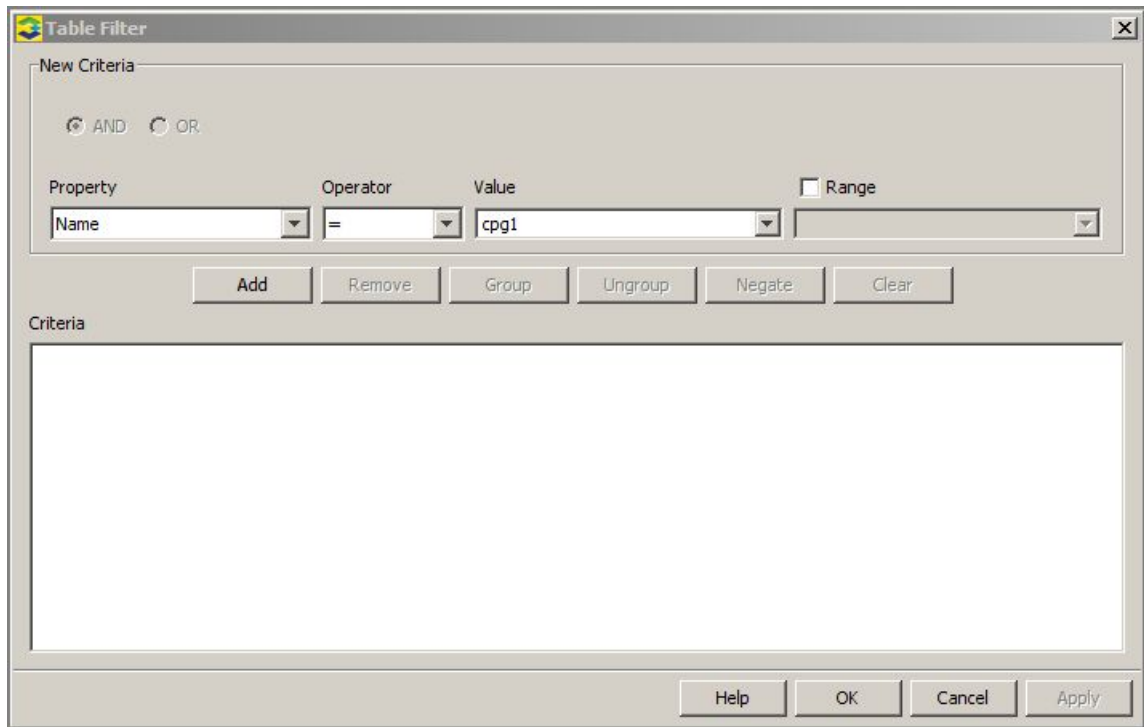 Table Filter
New Criteria
AND OR
Property Operator Value Range
Name = cpg1
Add Remove Group Ungroup Negate Clear
Criteria
Help OK Cancel Apply